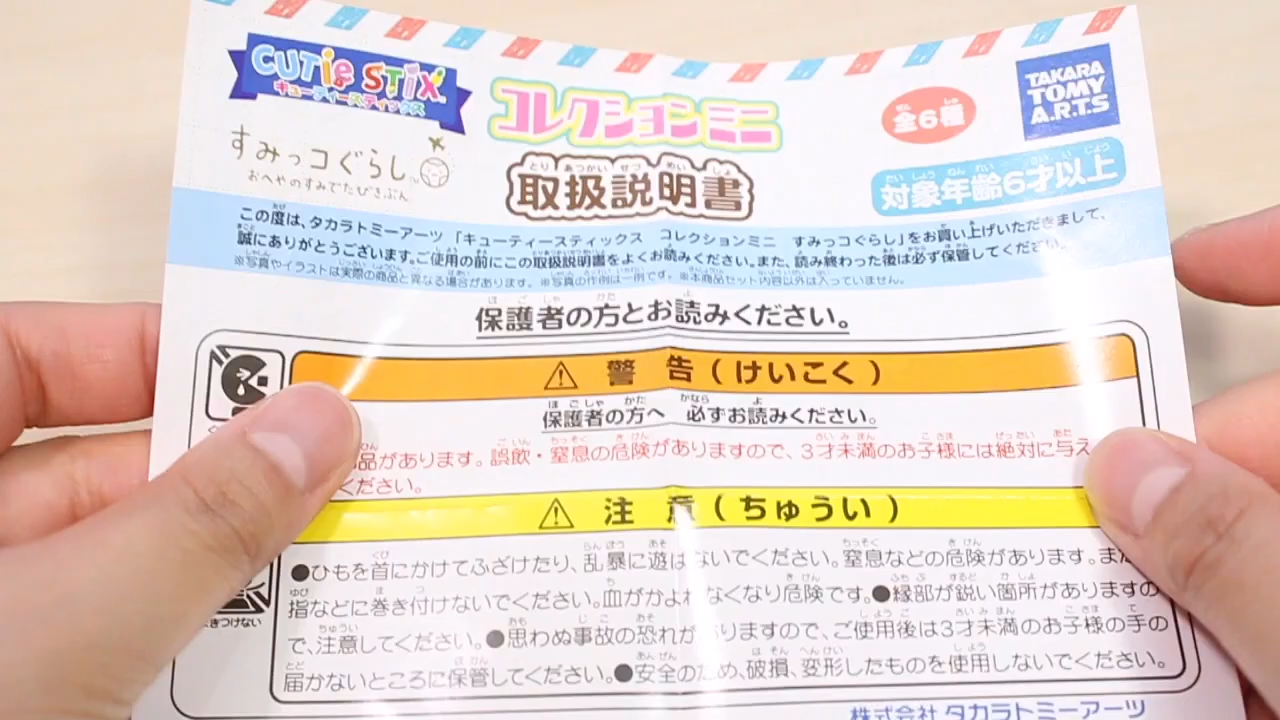 CUTIE STIX
キューティースティックス
コレクションミニ
全6種
TAKARA
TOMY
A.R.T.S
すみっコぐらし
おへやのすみでたびきぶん
取扱説明書
対象年齢6才以上
この度は、タカラトミーアーツ「キューティースティックス コレクションミニ すみっコぐらし」をお買い上げいただきまして、
誠にありがとうございます。ご使用の前にこの取扱説明書をよくお読みください。また、読み終わった後は必ず保管してください。
※写真やイラストは実際の商品と異なる場合があります。※写真の作例は一例です。※本商品セット内容以外は入っていません。
保護者の方とお読みください。
警告(けいこく)
保護者の方へ 必ずお読みください。
品があります。誤飲・窒息の危険がありますので、3才未満のお子様には絶対に与え
ください。
注意(ちゅうい)
●ひもを首にかけてふざけたり、乱暴に遊ばないでください。窒息などの危険があります。また
指などに巻き付けないでください。血がかよわなくなり危険です。●縁部が鋭い箇所がありますの
で、注意してください。●思わぬ事故の恐れがありますので、ご使用後は3才未満のお子様の手の
届かないところに保管してください。●安全のため、破損、変形したものを使用しないでください。
きつけない
株式会社タカラトミーアーツ